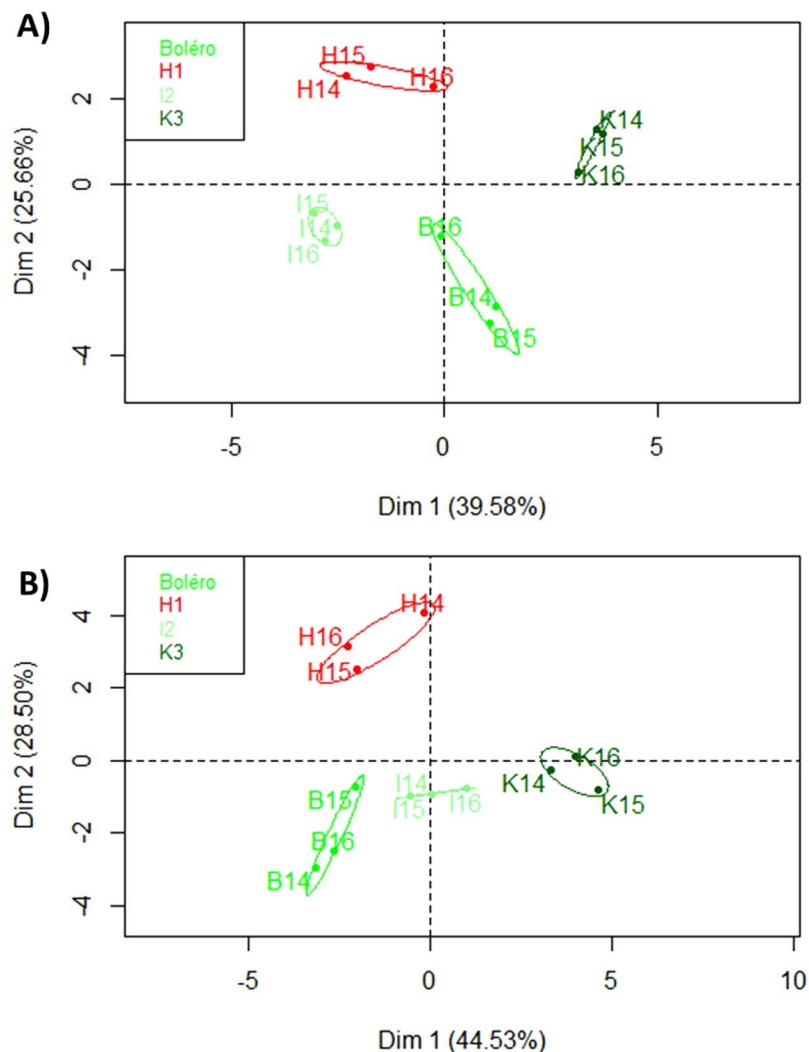 A)
Boléro
H1
I2
K3
H15
H14
H16
K14
K15
K16
I15
I14
I16
B16
B14
B15
2
0
-2
-4
Dim 2 (25.66%)
-5
0
5
Dim 1 (39.58%)
B)
Boléro
H1
I2
K3
H14
H16
H15
K16
K14
K15
I14
I15
I16
B15
B16
B14
4
2
0
-2
-4
Dim 2 (28.50%)
-5
0
5
10
Dim 1 (44.53%)